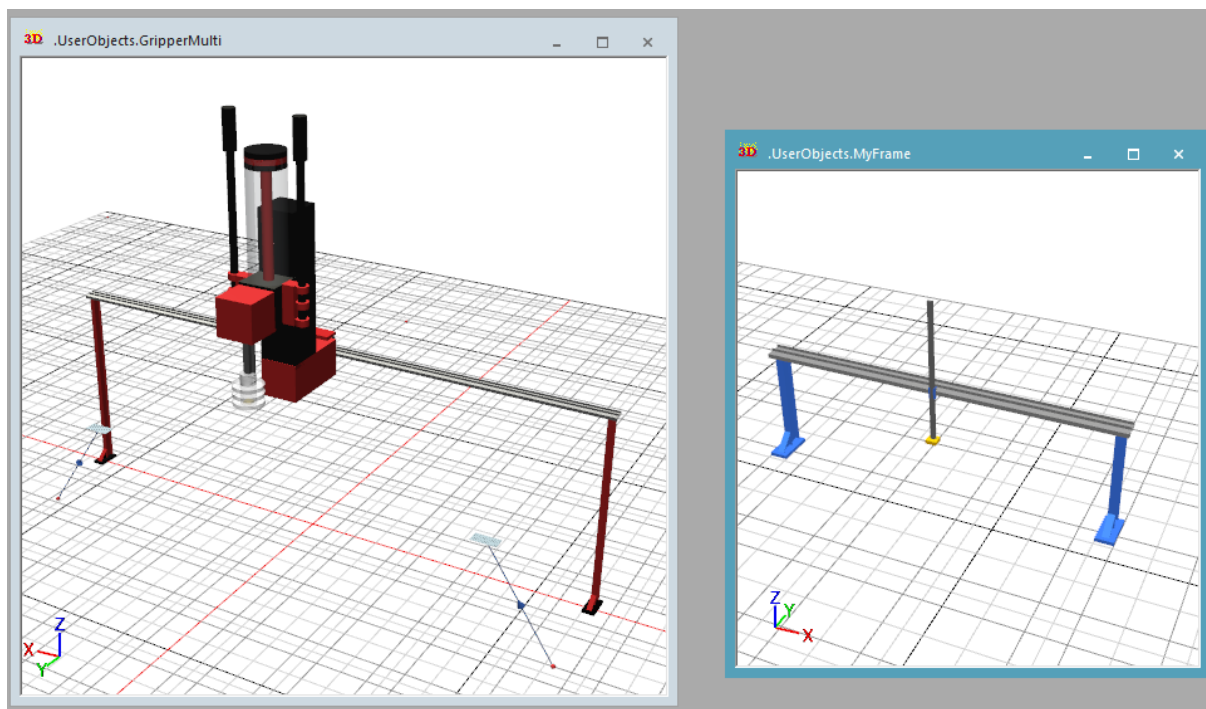 3D .UserObjects.GripperMulti
Z
X
Y
3D .UserObjects.MyFrame
Z
Y
X